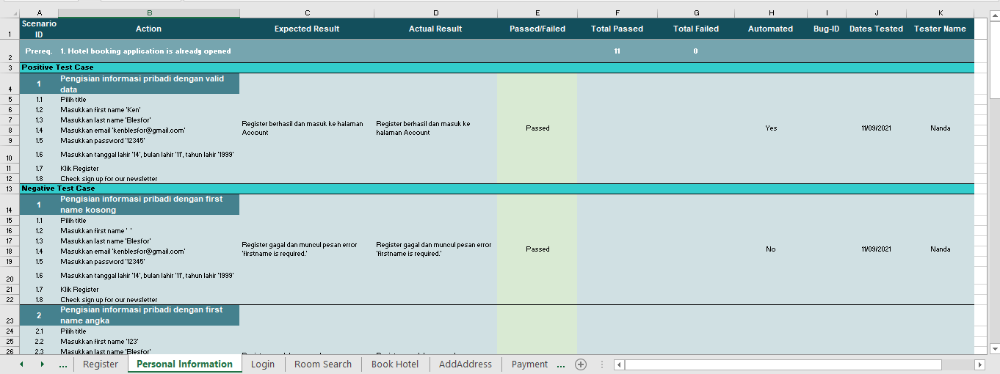 A B C D E F G H I J K
1 Scenario ID Action Expected Result Actual Result Passed/Failed Total Passed Total Failed Automated Bug-ID Dates Tested Tester Name
2 Prereq. 1. Hotel booking application is already opened 11 0
3 Positive Test Case
4 1 Pengisian informasi pribadi dengan valid data
5 1.1 Pilih title
6 1.2 Masukkan first name 'Ken'
7 1.3 Masukkan last name 'Blesfor'
8 1.4 Masukkan email 'kenblesfor@gmail.com' Register berhasil dan masuk ke halaman Account Register berhasil dan masuk ke halaman Account Passed Yes 11/09/2021 Nanda
9 1.5 Masukkan password '12345'
10 1.6 Masukkan tanggal lahir '14', bulan lahir '11', tahun lahir '1999'
11 1.7 Klik Register
12 1.8 Check sign up for our newsletter
13 Negative Test Case
14 1 Pengisian informasi pribadi dengan first name kosong
15 1.1 Pilih title
16 1.2 Masukkan first name ' '
17 1.3 Masukkan last name 'Blesfor'
18 1.4 Masukkan email 'kenblesfor@gmail.com' Register gagal dan muncul pesan error 'firstname is required.' Register gagal dan muncul pesan error 'firstname is required.' Passed No 11/09/2021 Nanda
19 1.5 Masukkan password '12345'
20 1.6 Masukkan tanggal lahir '14', bulan lahir '11', tahun lahir '1999'
21 1.7 Klik Register
22 1.8 Check sign up for our newsletter
23 2 Pengisian informasi pribadi dengan first name angka
24 2.1 Pilih title
25 2.2 Masukkan first name '123'
26 2.3 Masukkan last name 'Blesfor'
... Register Personal Information Login Room Search Book Hotel AddAddress Payment ...